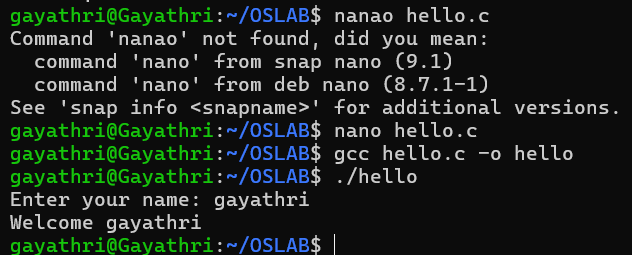 gayathri@Gayathri:~/OSLAB$ nanao hello.c
Command 'nanao' not found, did you mean:
  command 'nano' from snap nano (9.1)
  command 'nano' from deb nano (8.7.1-1)
See 'snap info <snapname>' for additional versions.
gayathri@Gayathri:~/OSLAB$ nano hello.c
gayathri@Gayathri:~/OSLAB$ gcc hello.c -o hello
gayathri@Gayathri:~/OSLAB$ ./hello
Enter your name: gayathri
Welcome gayathri
gayathri@Gayathri:~/OSLAB$